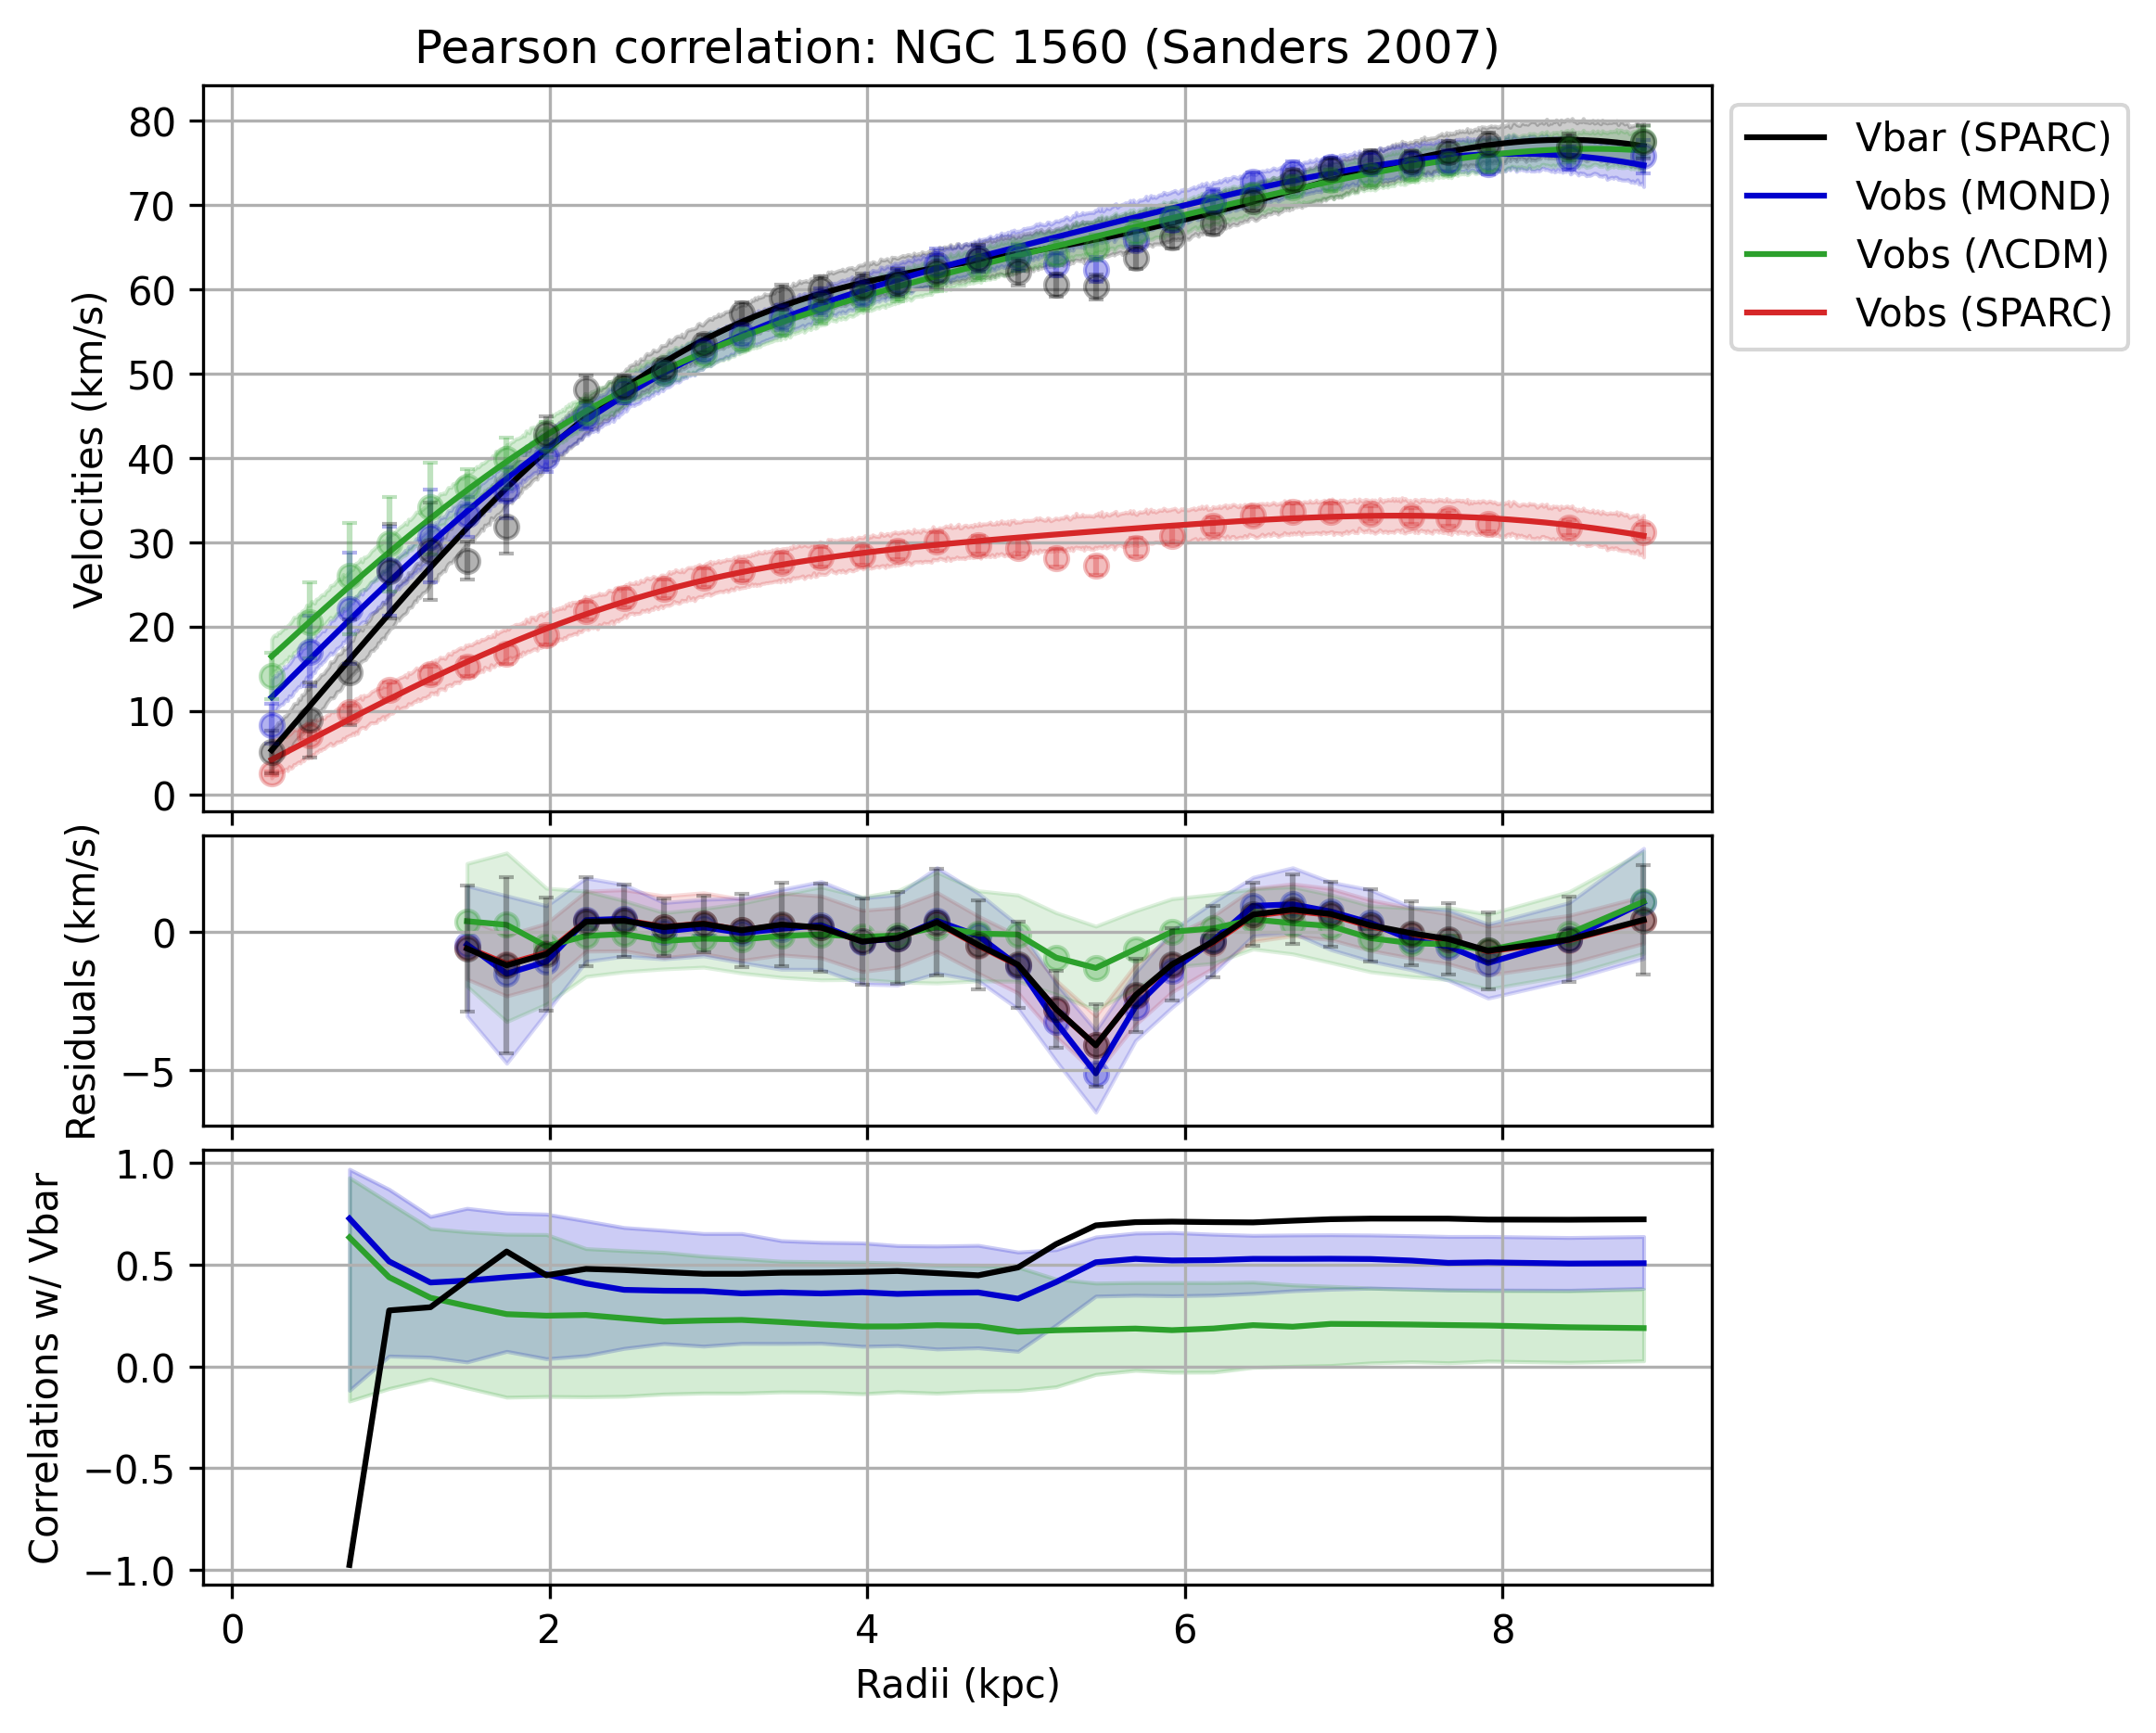 Pearson correlation: NGC 1560 (Sanders 2007)
Velocities (km/s)
80
70
60
50
40
30
20
10
0
Vbar (SPARC)
Vobs (MOND)
Vobs (ΛCDM)
Vobs (SPARC)
Residuals (km/s)
0
−5
Correlations w/ Vbar
1.0
0.5
0.0
−0.5
−1.0
0 2 4 6 8
Radii (kpc)